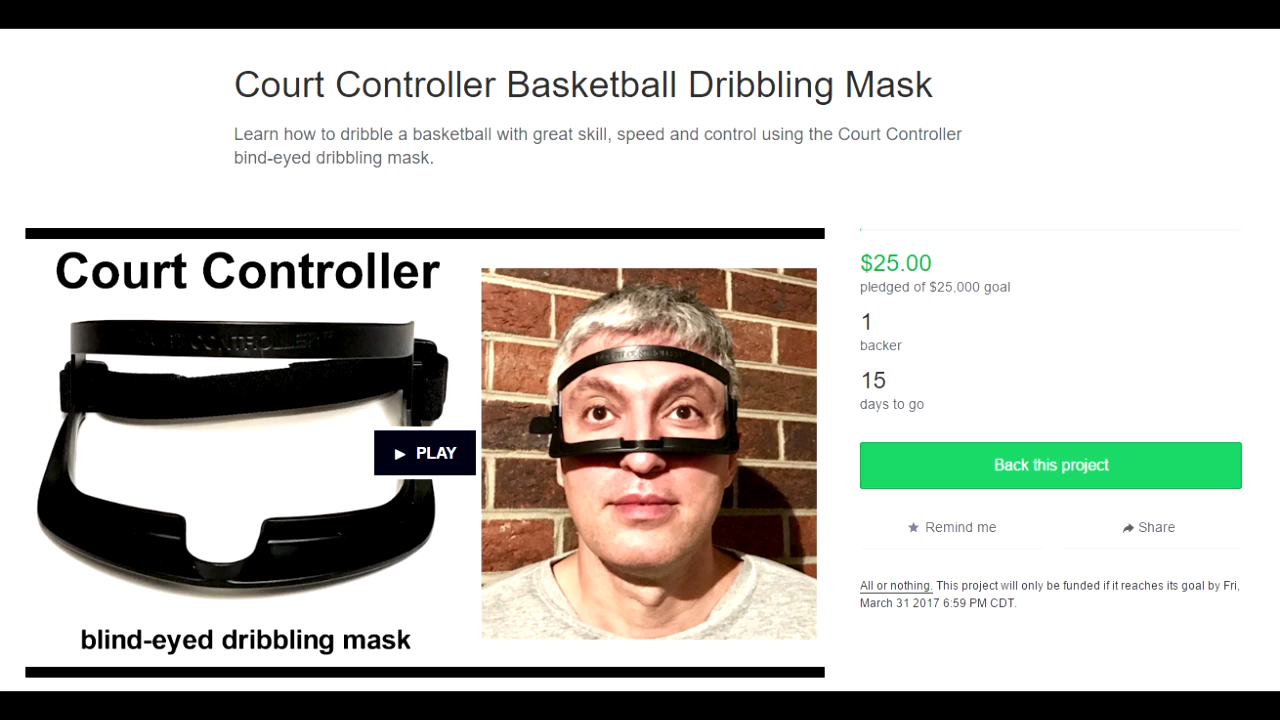 Court Controller Basketball Dribbling Mask
Learn how to dribble a basketball with great skill, speed and control using the Court Controller
bind-eyed dribbling mask.
Court Controller
PLAY
blind-eyed dribbling mask
$25.00
pledged of $25,000 goal
1
backer
15
days to go
Back this project
Remind me
Share
All or nothing. This project will only be funded if it reaches its goal by Fri,
March 31 2017 6:59 PM CDT.